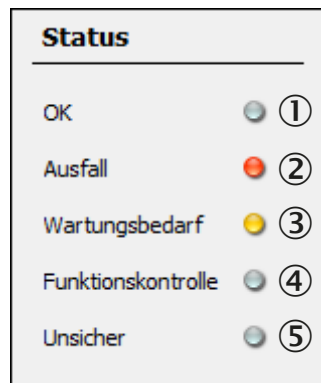 Status
OK ①
Ausfall ②
Wartungsbedarf ③
Funktionskontrolle ④
Unsicher ⑤